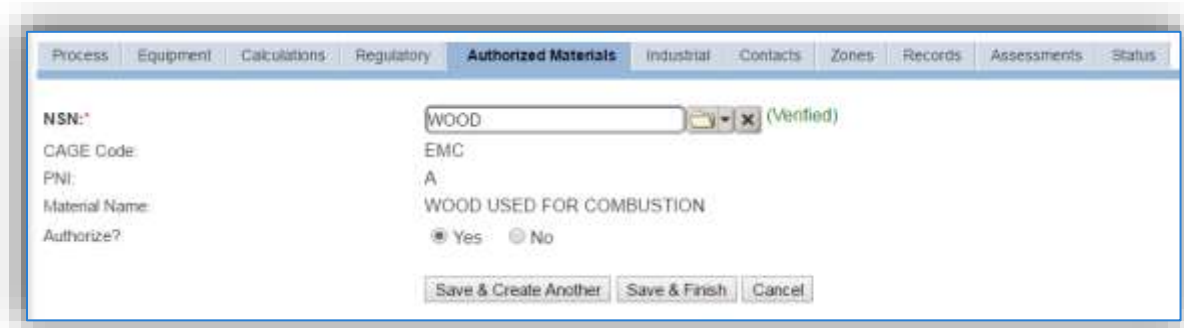 Process Equipment Calculations Regulatory Authorized Materials Industrial Contacts Zones Records Assessments Status
NSN:* WOOD (Verified)
CAGE Code: EMC
PNI: A
Material Name: WOOD USED FOR COMBUSTION
Authorize? Yes No
Save & Create Another Save & Finish Cancel